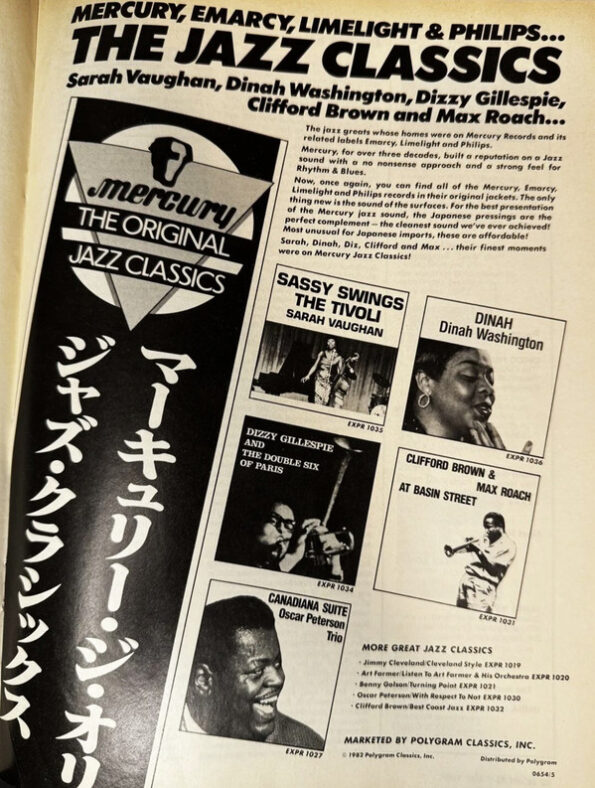 MERCURY, EMARCY, LIMELIGHT & PHILIPS...
THE JAZZ CLASSICS
Sarah Vaughan, Dinah Washington, Dizzy Gillespie,
Clifford Brown and Max Roach...
The jazz greats whose homes were on Mercury Records and its
related labels Emarcy, Limelight and Philips.
Mercury, for over three decades, built a reputation on a Jazz
sound with a no nonsense approach and a strong feel for
Rhythm & Blues.
Now, once again, you can find all of the Mercury, Emarcy,
Limelight and Philips records in their original jackets. The only
thing new is the sound of the surfaces. For the best presentation
of the Mercury jazz sound, the Japanese pressings are the
perfect complement — the cleanest sound we've ever achieved!
Most unusual for Japanese imports, these are affordable!
Sarah, Dinah, Diz, Clifford and Max ... their finest moments
were on Mercury Jazz Classics!
mercury
THE ORIGINAL
JAZZ CLASSICS
マーキュリー・ジ・オリ
ジャズ・クラシックス
SASSY SWINGS
THE TIVOLI
SARAH VAUGHAN
EXPR 1035
DINAH
Dinah Washington
EXPR 1036
DIZZY GILLESPIE
AND
THE DOUBLE SIX
OF PARIS
EXPR 1034
CLIFFORD BROWN &
MAX ROACH
AT BASIN STREET
EXPR 1031
CANADIANA SUITE
Oscar Peterson
Trio
EXPR 1027
MORE GREAT JAZZ CLASSICS
· Jimmy Cleveland/Cleveland Style EXPR 1019
· Art Farmer/Listen To Art Farmer & His Orchestra EXPR 1020
· Benny Golson/Turning Point EXPR 1021
· Oscar Peterson/With Respect To Not EXPR 1030
· Clifford Brown/Best Coast Jazz EXPR 1032
MARKETED BY POLYGRAM CLASSICS, INC.
© 1982 Polygram Classics, Inc.
Distributed by Polygram
0654/5